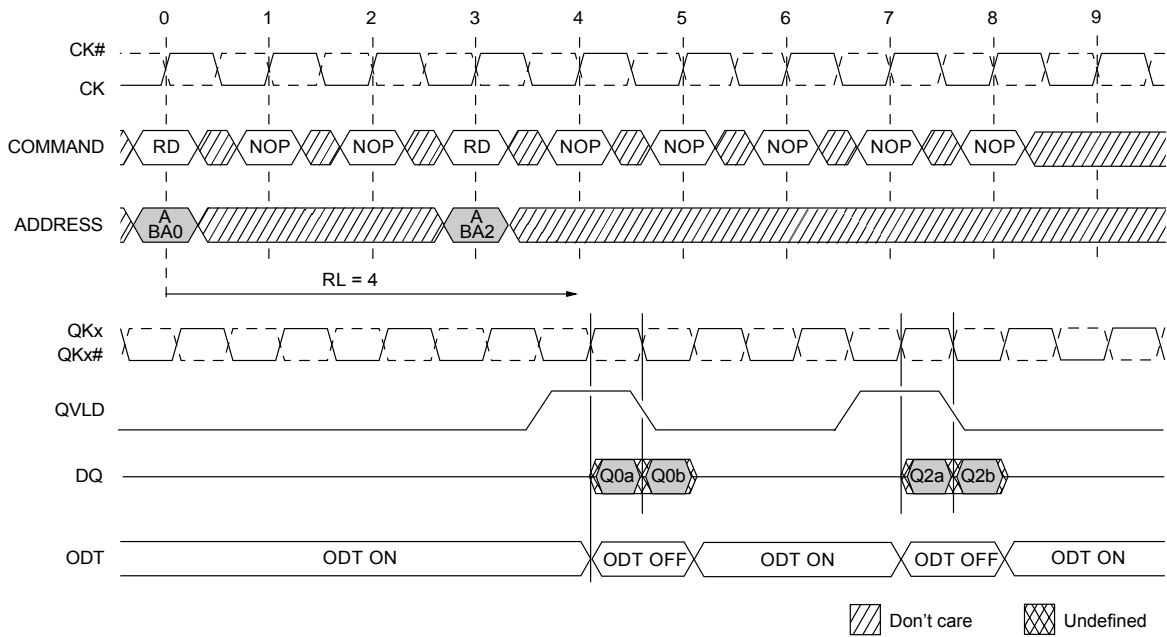 0 1 2 3 4 5 6 7 8 9
CK#
CK
COMMAND RD NOP NOP RD NOP NOP NOP NOP NOP
ADDRESS A BA0 A BA2
RL = 4
QKx
QKx#
QVLD
DQ Q0a Q0b Q2a Q2b
ODT ODT ON ODT OFF ODT ON ODT OFF ODT ON
Don't care Undefined